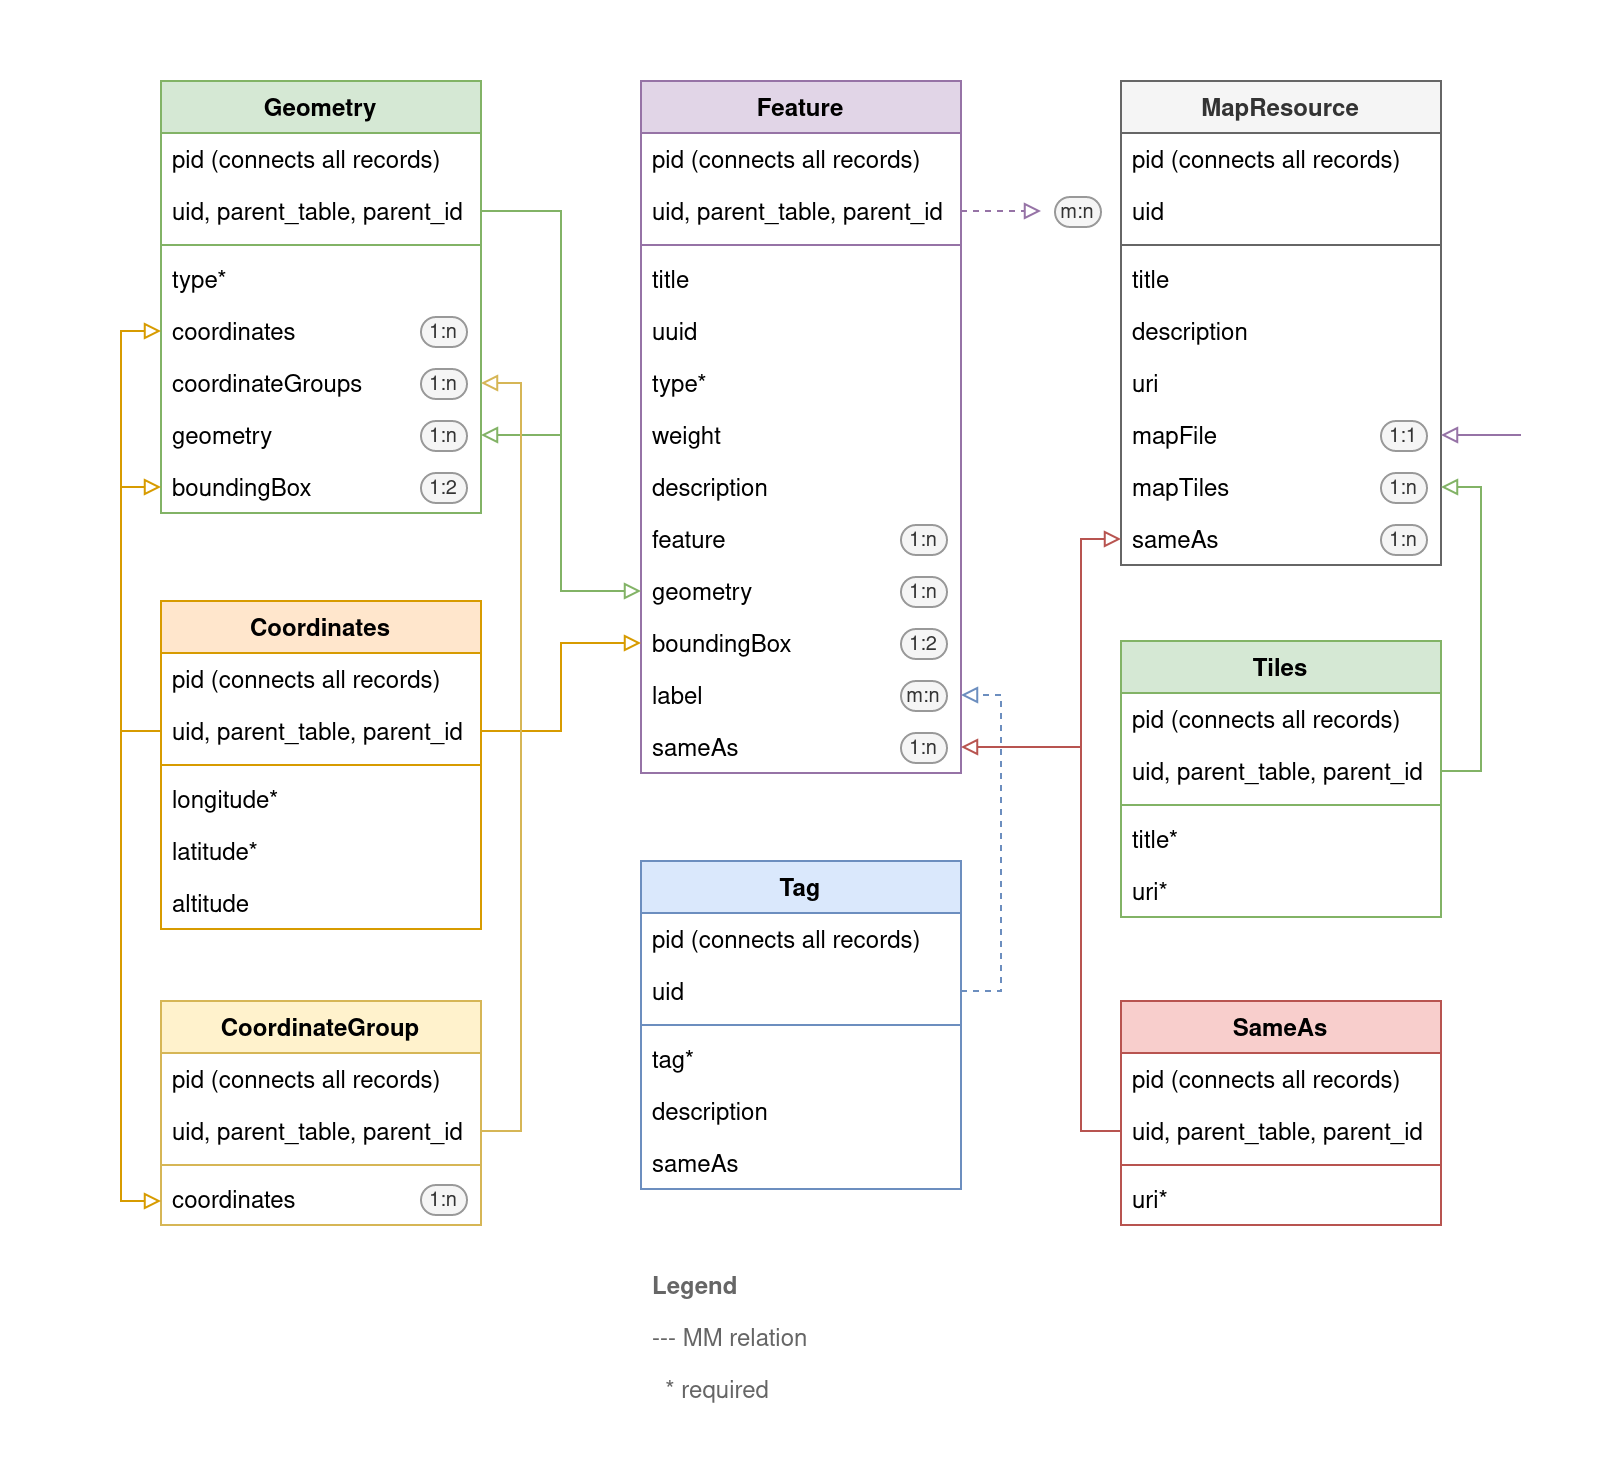 Geometry
pid (connects all records)
uid, parent_table, parent_id
type*
coordinates 1:n
coordinateGroups 1:n
geometry 1:n
boundingBox 1:2
Coordinates
pid (connects all records)
uid, parent_table, parent_id
longitude*
latitude*
altitude
CoordinateGroup
pid (connects all records)
uid, parent_table, parent_id
coordinates 1:n
Feature
pid (connects all records)
uid, parent_table, parent_id m:n
title
uuid
type*
weight
description
feature 1:n
geometry 1:n
boundingBox 1:2
label m:n
sameAs 1:n
Tag
pid (connects all records)
uid
tag*
description
sameAs
MapResource
pid (connects all records)
uid
title
description
uri
mapFile 1:1
mapTiles 1:n
sameAs 1:n
Tiles
pid (connects all records)
uid, parent_table, parent_id
title*
uri*
SameAs
pid (connects all records)
uid, parent_table, parent_id
uri*
Legend
--- MM relation
* required